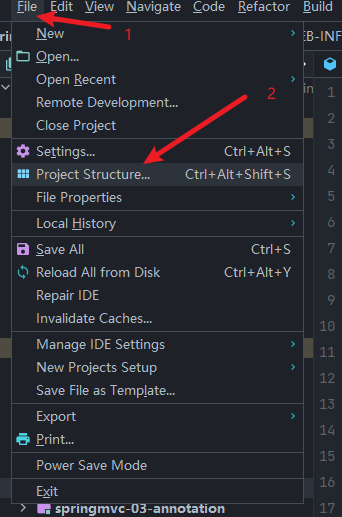 File Edit View Navigate Code Refactor Build
1
EB-INF
New
Open...
Open Recent
Remote Development...
Close Project
2
Settings... Ctrl+Alt+S
Project Structure... Ctrl+Alt+Shift+S
File Properties
Local History
Save All Ctrl+S
Reload All from Disk Ctrl+Alt+Y
Repair IDE
Invalidate Caches...
Manage IDE Settings
New Projects Setup
Save File as Template...
Export
Print...
Power Save Mode
Exit
springmvc-03-annotation
1
2
3
4
5
6
7
8
9
10
11
12
13
14
15
16
17